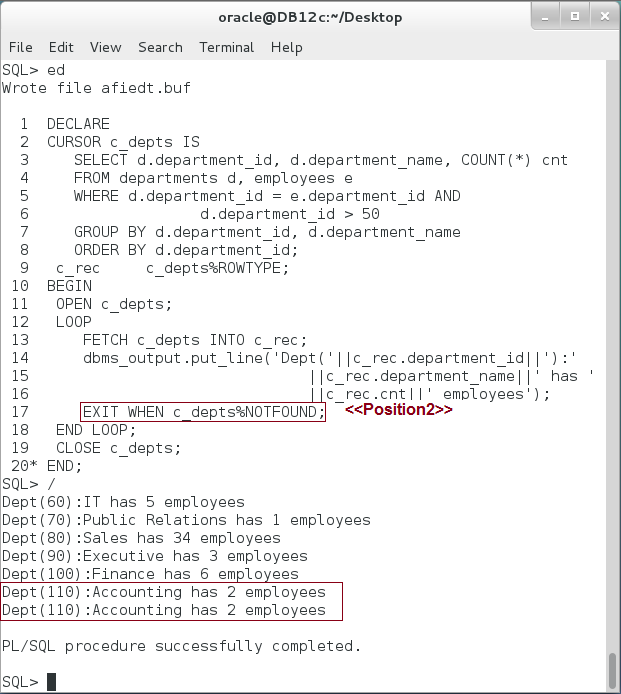 oracle@DB12c:~/Desktop
File Edit View Search Terminal Help
SQL> ed
Wrote file afiedt.buf
1 DECLARE
2 CURSOR c_depts IS
3 SELECT d.department_id, d.department_name, COUNT(*) cnt
4 FROM departments d, employees e
5 WHERE d.department_id = e.department_id AND
6 d.department_id > 50
7 GROUP BY d.department_id, d.department_name
8 ORDER BY d.department_id;
9 c_rec c_depts%ROWTYPE;
10 BEGIN
11 OPEN c_depts;
12 LOOP
13 FETCH c_depts INTO c_rec;
14 dbms_output.put_line('Dept('||c_rec.department_id||'):'
15 ||c_rec.department_name||' has '
16 ||c_rec.cnt||' employees');
17 EXIT WHEN c_depts%NOTFOUND; <<Position2>>
18 END LOOP;
19 CLOSE c_depts;
20* END;
SQL> /
Dept(60):IT has 5 employees
Dept(70):Public Relations has 1 employees
Dept(80):Sales has 34 employees
Dept(90):Executive has 3 employees
Dept(100):Finance has 6 employees
Dept(110):Accounting has 2 employees
Dept(110):Accounting has 2 employees
PL/SQL procedure successfully completed.
SQL>